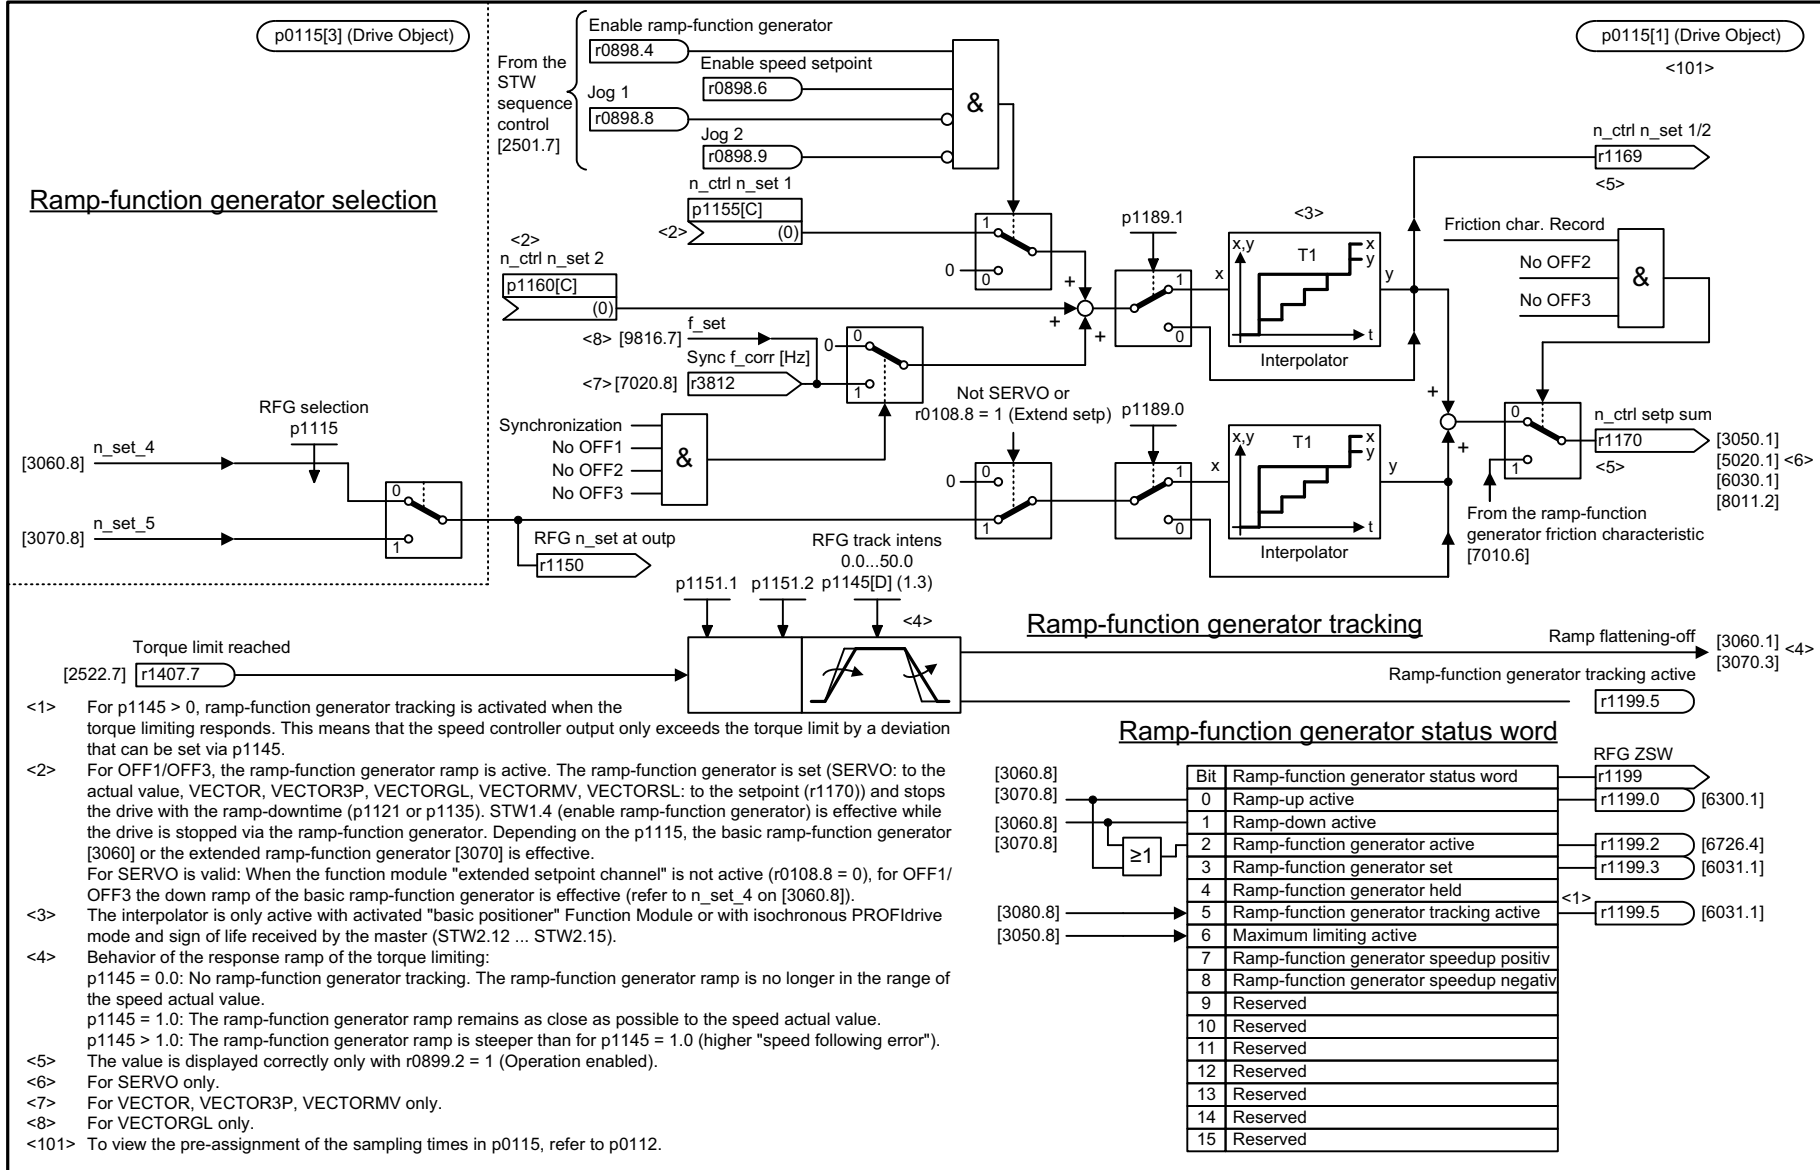 p0115[3] (Drive Object)
Ramp-function generator selection
RFG selection
p1115
[3060.8] n_set_4
0
[3070.8] n_set_5
1
From the
STW
sequence
control
[2501.7]
Enable ramp-function generator
r0898.4
Enable speed setpoint
r0898.6
Jog 1
r0898.8
Jog 2
r0898.9
&
n_ctrl n_set 1
p1155[C]
<2> (0)
1
0
0
<2>
n_ctrl n_set 2
p1160[C]
(0)
+
+
+
<8> [9816.7] f_set
Sync f_corr [Hz]
<7> [7020.8] r3812
0
0
1
Synchronization
No OFF1
No OFF2
No OFF3
&
Not SERVO or
r0108.8 = 1 (Extend setp)
0
0
1
RFG n_set at outp
r1150
p1189.1
1
0
x
<3>
x,y
T1
x
y
t
y
Interpolator
p1189.0
1
0
x
x,y
T1
x
y
t
y
Interpolator
p0115[1] (Drive Object)
<101>
n_ctrl n_set 1/2
r1169
<5>
Friction char. Record
No OFF2
No OFF3
&
+
+
0
1
n_ctrl setp sum
r1170
<5>
[3050.1]
[5020.1] <6>
[6030.1]
[8011.2]
From the ramp-function
generator friction characteristic
[7010.6]
p1151.1
p1151.2
RFG track intens
0.0...50.0
p1145[D] (1.3)
<4>
Ramp-function generator tracking
Torque limit reached
[2522.7] r1407.7
Ramp flattening-off
[3060.1] <4>
[3070.3]
Ramp-function generator tracking active
r1199.5
<1> For p1145 > 0, ramp-function generator tracking is activated when the
torque limiting responds. This means that the speed controller output only exceeds the torque limit by a deviation
that can be set via p1145.
<2> For OFF1/OFF3, the ramp-function generator ramp is active. The ramp-function generator is set (SERVO: to the
actual value, VECTOR, VECTOR3P, VECTORGL, VECTORMV, VECTORSL: to the setpoint (r1170)) and stops
the drive with the ramp-downtime (p1121 or p1135). STW1.4 (enable ramp-function generator) is effective while
the drive is stopped via the ramp-function generator. Depending on the p1115, the basic ramp-function generator
[3060] or the extended ramp-function generator [3070] is effective.
For SERVO is valid: When the function module "extended setpoint channel" is not active (r0108.8 = 0), for OFF1/
OFF3 the down ramp of the basic ramp-function generator is effective (refer to n_set_4 on [3060.8]).
<3> The interpolator is only active with activated "basic positioner" Function Module or with isochronous PROFIdrive
mode and sign of life received by the master (STW2.12 ... STW2.15).
<4> Behavior of the response ramp of the torque limiting:
p1145 = 0.0: No ramp-function generator tracking. The ramp-function generator ramp is no longer in the range of
the speed actual value.
p1145 = 1.0: The ramp-function generator ramp remains as close as possible to the speed actual value.
p1145 > 1.0: The ramp-function generator ramp is steeper than for p1145 = 1.0 (higher "speed following error").
<5> The value is displayed correctly only with r0899.2 = 1 (Operation enabled).
<6> For SERVO only.
<7> For VECTOR, VECTOR3P, VECTORMV only.
<8> For VECTORGL only.
<101> To view the pre-assignment of the sampling times in p0115, refer to p0112.
Ramp-function generator status word
RFG ZSW
Bit Ramp-function generator status word r1199
[3060.8]
[3070.8]
0 Ramp-up active r1199.0 [6300.1]
[3060.8]
[3070.8]
1 Ramp-down active
≥1
2 Ramp-function generator active r1199.2 [6726.4]
3 Ramp-function generator set r1199.3 [6031.1]
4 Ramp-function generator held
<1>
[3080.8] 5 Ramp-function generator tracking active r1199.5 [6031.1]
[3050.8] 6 Maximum limiting active
7 Ramp-function generator speedup positiv
8 Ramp-function generator speedup negativ
9 Reserved
10 Reserved
11 Reserved
12 Reserved
13 Reserved
14 Reserved
15 Reserved